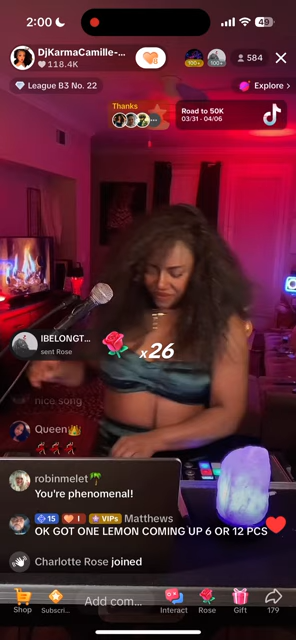 2:00
49
DjKarmaCamille-...
118.4K
100+
100+
584
League B3 No. 22
Explore >
Thanks
Road to 50K
03/31 - 04/06
IBELONGT...
sent Rose
x26
nice song
Queen
robinmelet
You're phenomenal!
15 I VIPs Matthews
OK GOT ONE LEMON COMING UP 6 OR 12 PCS
Charlotte Rose joined
Add com...
Shop Subscri... Interact Rose Gift 179